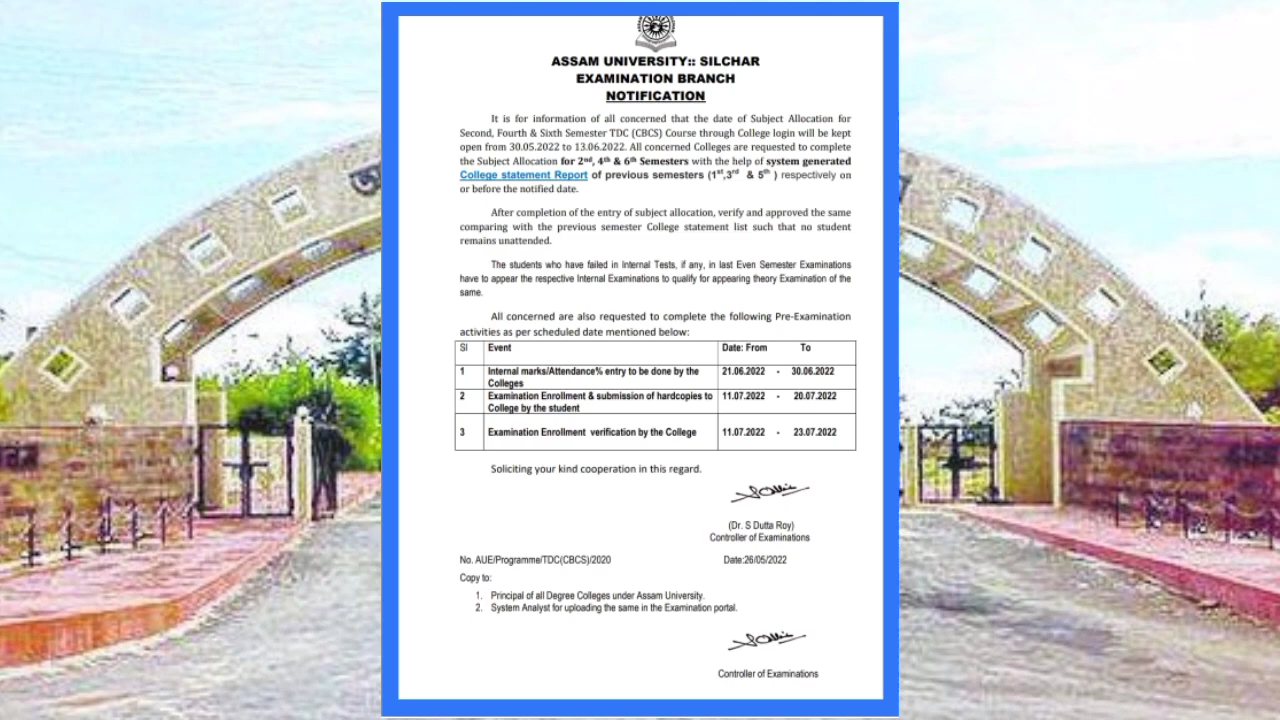 ASSAM UNIVERSITY:: SILCHAR
EXAMINATION BRANCH
NOTIFICATION
It is for information of all concerned that the date of Subject Allocation for
Second, Fourth & Sixth Semester TDC (CBCS) Course through College login will be kept
open from 30.05.2022 to 13.06.2022. All concerned Colleges are requested to complete
the Subject Allocation for 2nd, 4th & 6th Semesters with the help of system generated
College statement Report of previous semesters (1st,3rd & 5th ) respectively on
or before the notified date.
After completion of the entry of subject allocation, verify and approved the same
comparing with the previous semester College statement list such that no student
remains unattended.
The students who have failed in Internal Tests, if any, in last Even Semester Examinations
have to appear the respective Internal Examinations to qualify for appearing theory Examination of the
same.
All concerned are also requested to complete the following Pre-Examination
activities as per scheduled date mentioned below:
Sl Event Date: From To
1 Internal marks/Attendance% entry to be done by the 21.06.2022 - 30.06.2022
Colleges
2 Examination Enrollment & submission of hardcopies to 11.07.2022 - 20.07.2022
College by the student
3 Examination Enrollment verification by the College 11.07.2022 - 23.07.2022
Soliciting your kind cooperation in this regard.
(Dr. S Dutta Roy)
Controller of Examinations
No. AUE/Programme/TDC(CBCS)/2020 Date:26/05/2022
Copy to:
1. Principal of all Degree Colleges under Assam University.
2. System Analyst for uploading the same in the Examination portal.
Controller of Examinations